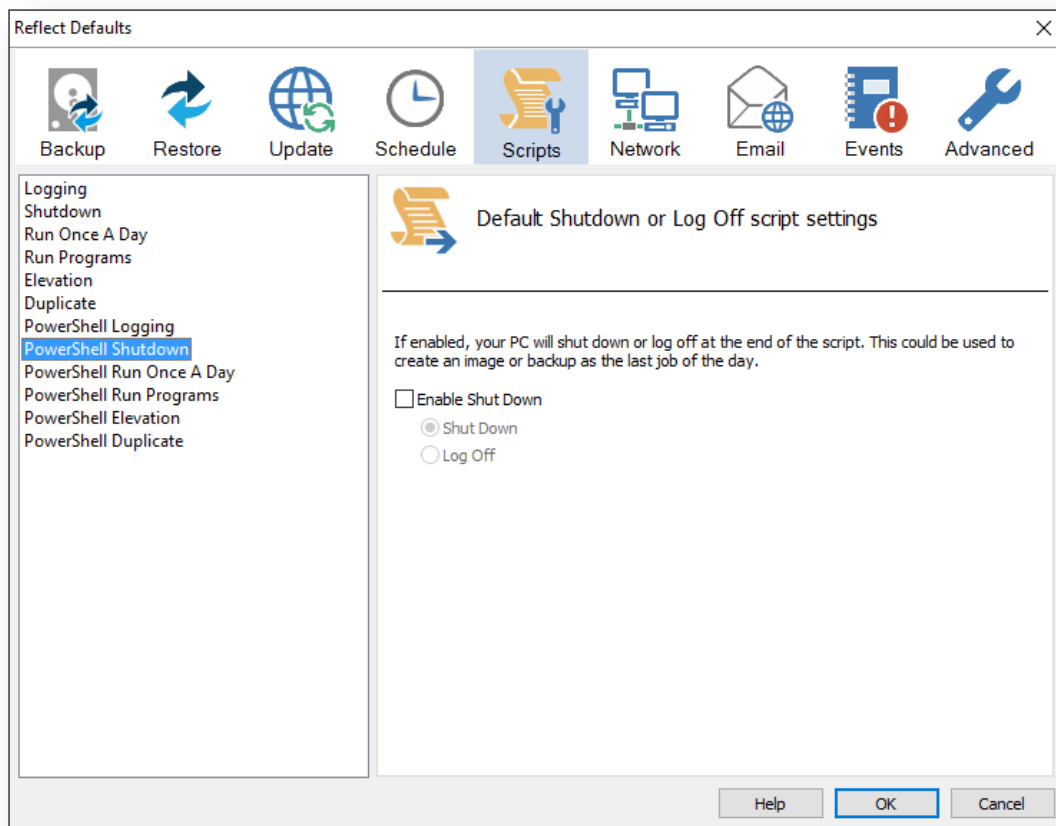 Reflect Defaults
Backup Restore Update Schedule Scripts Network Email Events Advanced
Logging
Shutdown
Run Once A Day
Run Programs
Elevation
Duplicate
PowerShell Logging
PowerShell Shutdown
PowerShell Run Once A Day
PowerShell Run Programs
PowerShell Elevation
PowerShell Duplicate
Default Shutdown or Log Off script settings
If enabled, your PC will shut down or log off at the end of the script. This could be used to
create an image or backup as the last job of the day.
Enable Shut Down
Shut Down
Log Off
Help OK Cancel